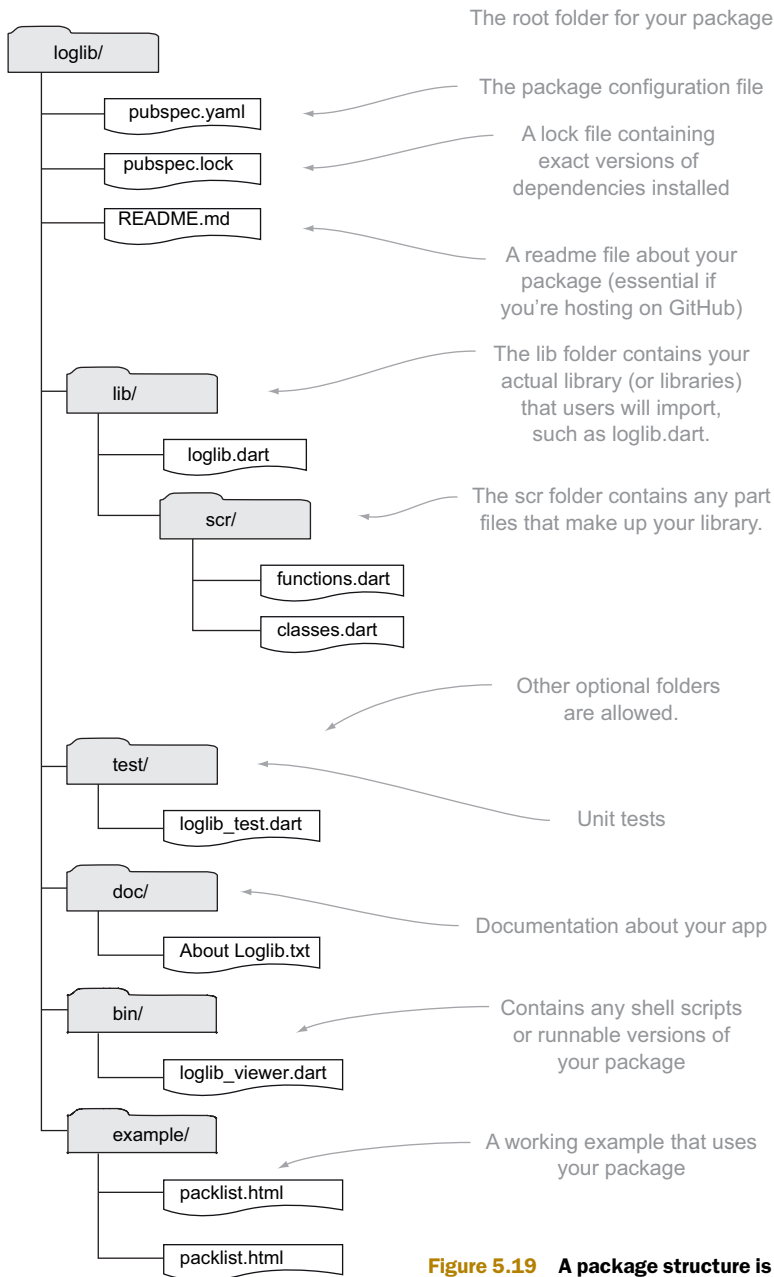 The root folder for your package
loglib/
pubspec.yaml
The package configuration file
pubspec.lock
A lock file containing
exact versions of
dependencies installed
README.md
A readme file about your
package (essential if
you're hosting on GitHub)
lib/
The lib folder contains your
actual library (or libraries)
that users will import,
such as loglib.dart.
loglib.dart
scr/
The scr folder contains any part
files that make up your library.
functions.dart
classes.dart
Other optional folders
are allowed.
test/
Unit tests
loglib_test.dart
doc/
Documentation about your app
About Loglib.txt
bin/
Contains any shell scripts
or runnable versions of
your package
loglib_viewer.dart
example/
A working example that uses
your package
packlist.html
packlist.html
Figure 5.19 A package structure is